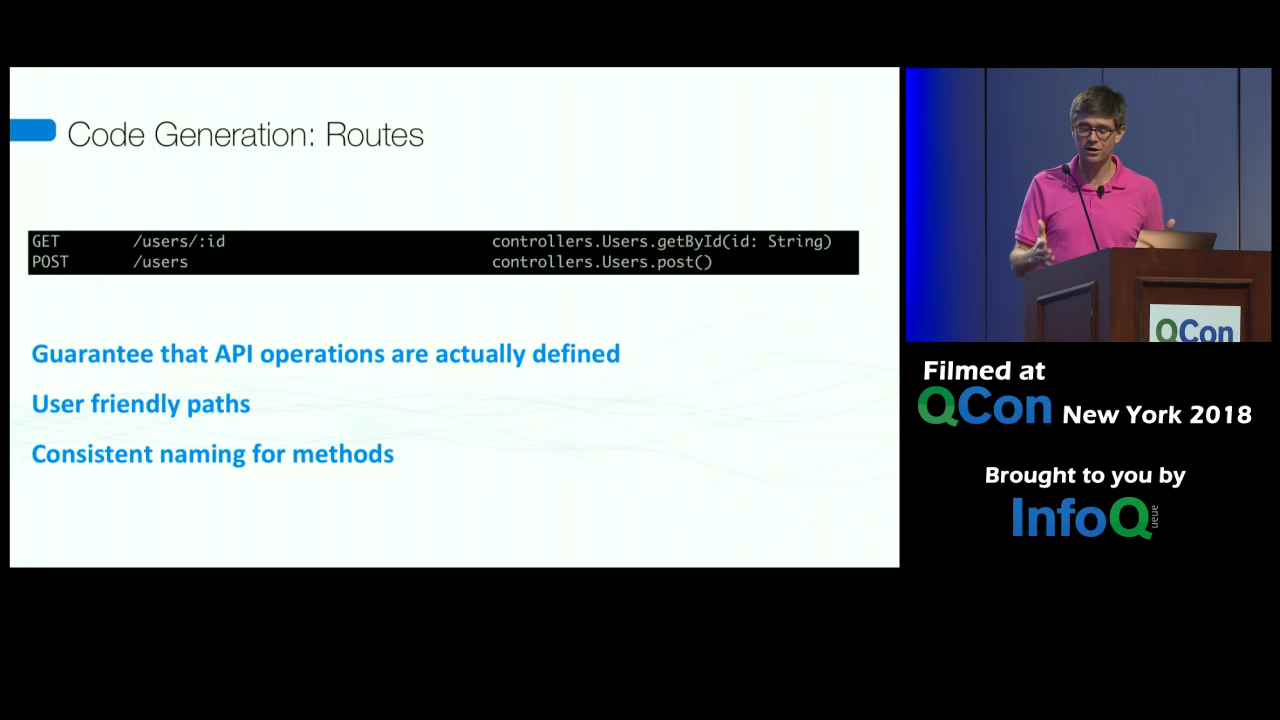 Code Generation: Routes
GET /users/:id controllers.Users.getById(id: String)
POST /users controllers.Users.post()
Guarantee that API operations are actually defined
User friendly paths
Consistent naming for methods
QCon
Filmed at
QCon New York 2018
Brought to you by
InfoQ
ueue